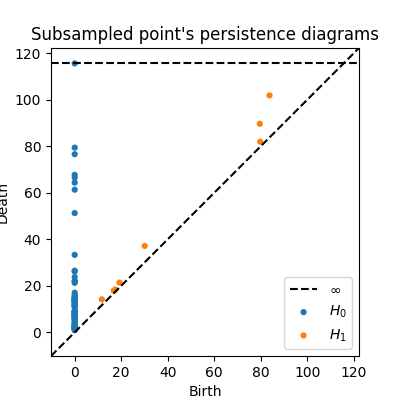 Subsampled point's persistence diagrams
120
100
80
60
40
20
0
Death
0 20 40 60 80 100 120
Birth
∞
H₀
H₁